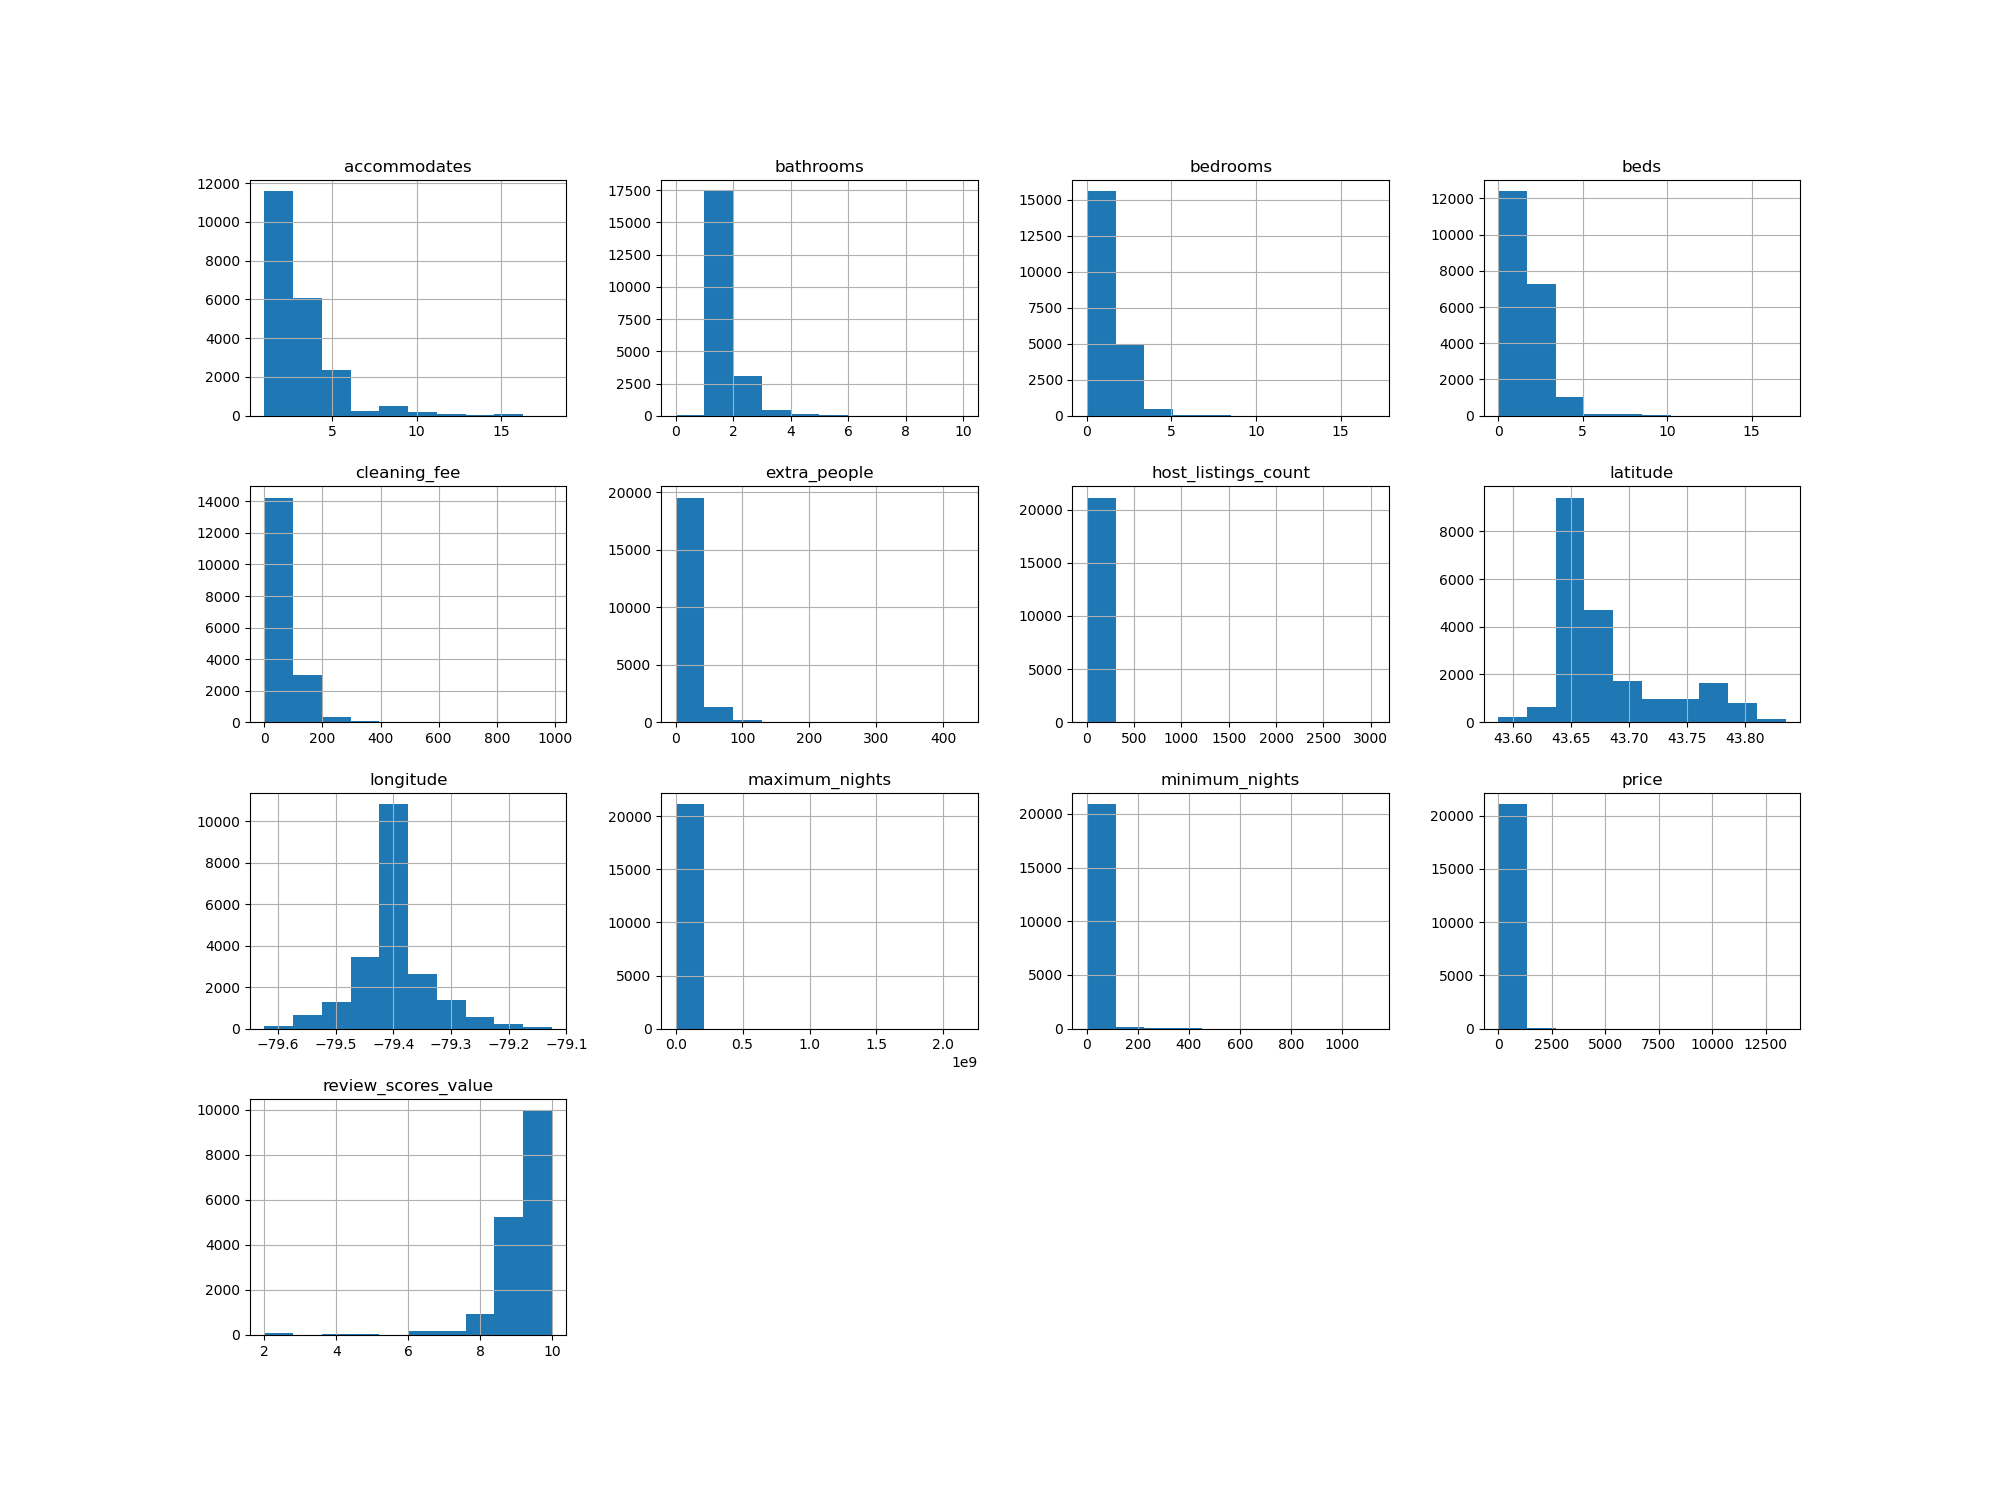 accommodates
12000
10000
8000
6000
4000
2000
0
5 10 15
bathrooms
17500
15000
12500
10000
7500
5000
2500
0
0 2 4 6 8 10
bedrooms
15000
12500
10000
7500
5000
2500
0
0 5 10 15
beds
12000
10000
8000
6000
4000
2000
0
0 5 10 15
cleaning_fee
14000
12000
10000
8000
6000
4000
2000
0
0 200 400 600 800 1000
extra_people
20000
15000
10000
5000
0
0 100 200 300 400
host_listings_count
20000
15000
10000
5000
0
0 500 1000 1500 2000 2500 3000
latitude
8000
6000
4000
2000
0
43.60 43.65 43.70 43.75 43.80
longitude
10000
8000
6000
4000
2000
0
−79.6 −79.5 −79.4 −79.3 −79.2 −79.1
maximum_nights
20000
15000
10000
5000
0
0.0 0.5 1.0 1.5 2.0
1e9
minimum_nights
20000
15000
10000
5000
0
0 200 400 600 800 1000
price
20000
15000
10000
5000
0
0 2500 5000 7500 10000 12500
review_scores_value
10000
8000
6000
4000
2000
0
2 4 6 8 10